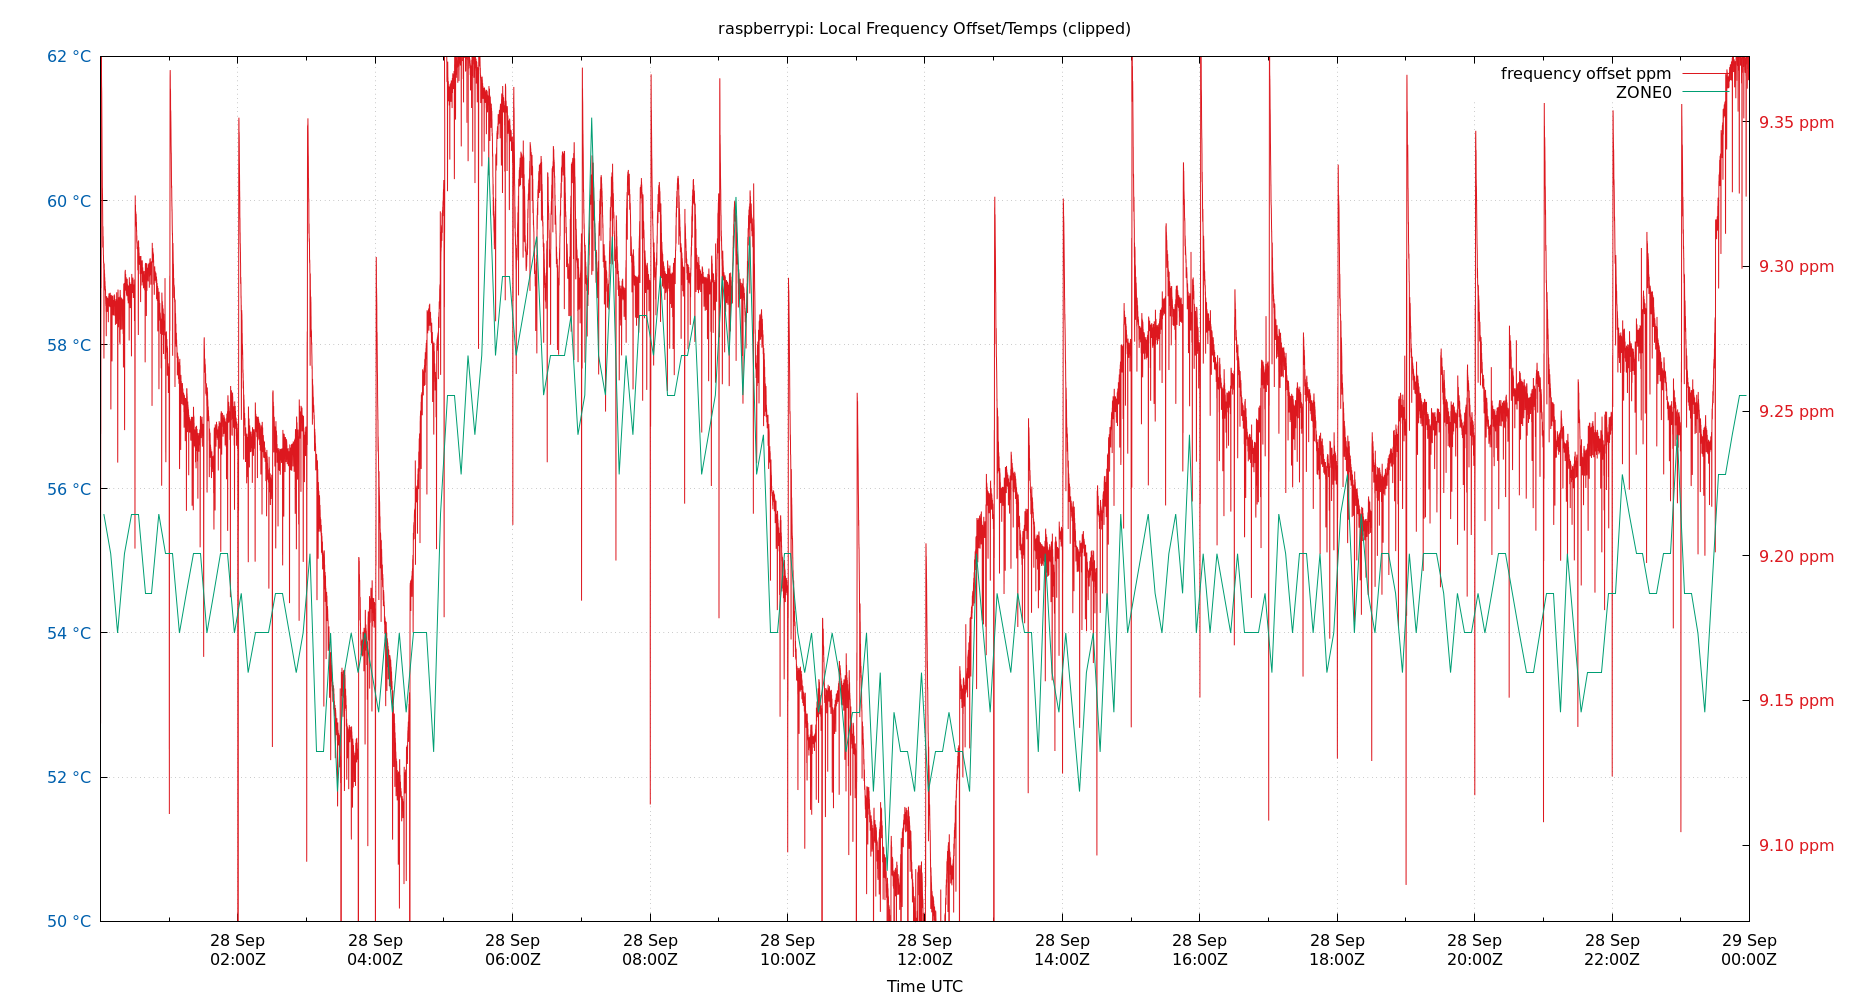 raspberrypi: Local Frequency Offset/Temps (clipped)
62 °C
60 °C
58 °C
56 °C
54 °C
52 °C
50 °C
frequency offset ppm
ZONE0
9.35 ppm
9.30 ppm
9.25 ppm
9.20 ppm
9.15 ppm
9.10 ppm
28 Sep
02:00Z
28 Sep
04:00Z
28 Sep
06:00Z
28 Sep
08:00Z
28 Sep
10:00Z
28 Sep
12:00Z
28 Sep
14:00Z
28 Sep
16:00Z
28 Sep
18:00Z
28 Sep
20:00Z
28 Sep
22:00Z
29 Sep
00:00Z
Time UTC